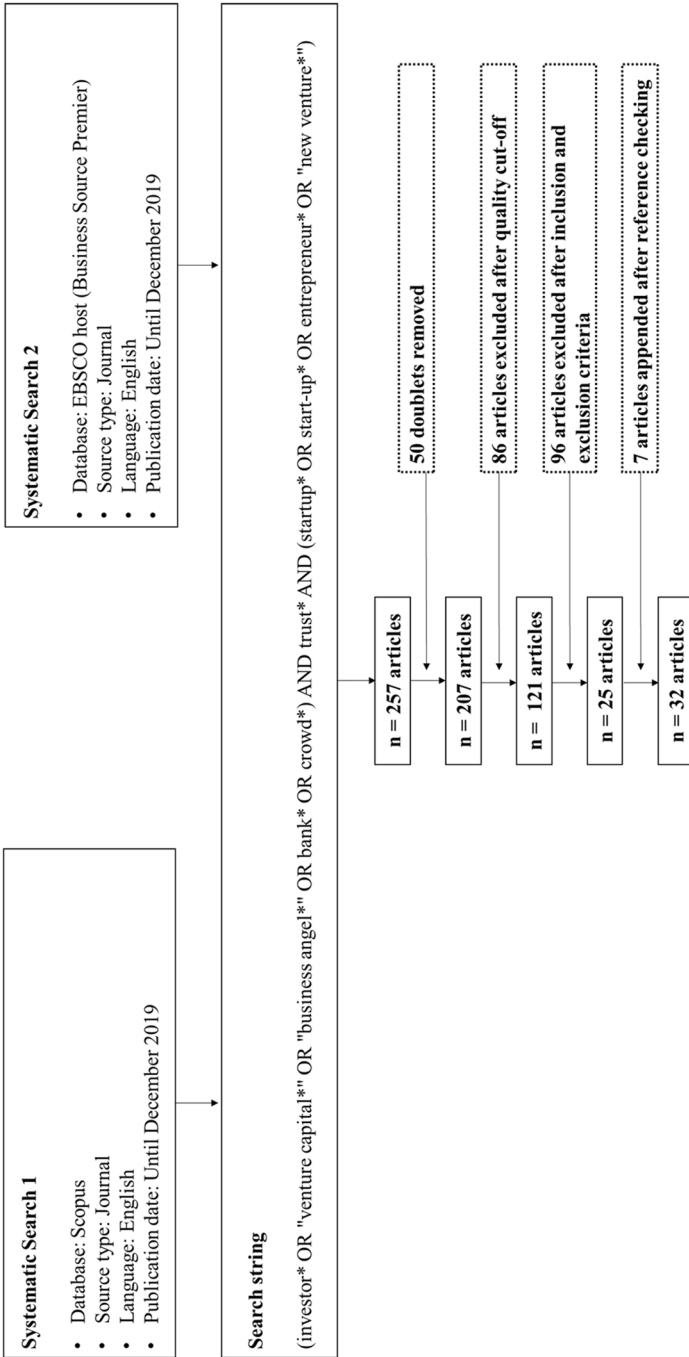 Systematic Search 1
• Database: Scopus
• Source type: Journal
• Language: English
• Publication date: Until December 2019
Systematic Search 2
• Database: EBSCO host (Business Source Premier)
• Source type: Journal
• Language: English
• Publication date: Until December 2019
Search string
(investor* OR "venture capital*" OR "business angel*" OR bank* OR crowd*) AND trust* AND (startup* OR start-up* OR entrepreneur* OR "new venture*")
n = 257 articles
50 doublets removed
n = 207 articles
86 articles excluded after quality cut-off
n = 121 articles
96 articles excluded after inclusion and
exclusion criteria
n = 25 articles
7 articles appended after reference checking
n = 32 articles